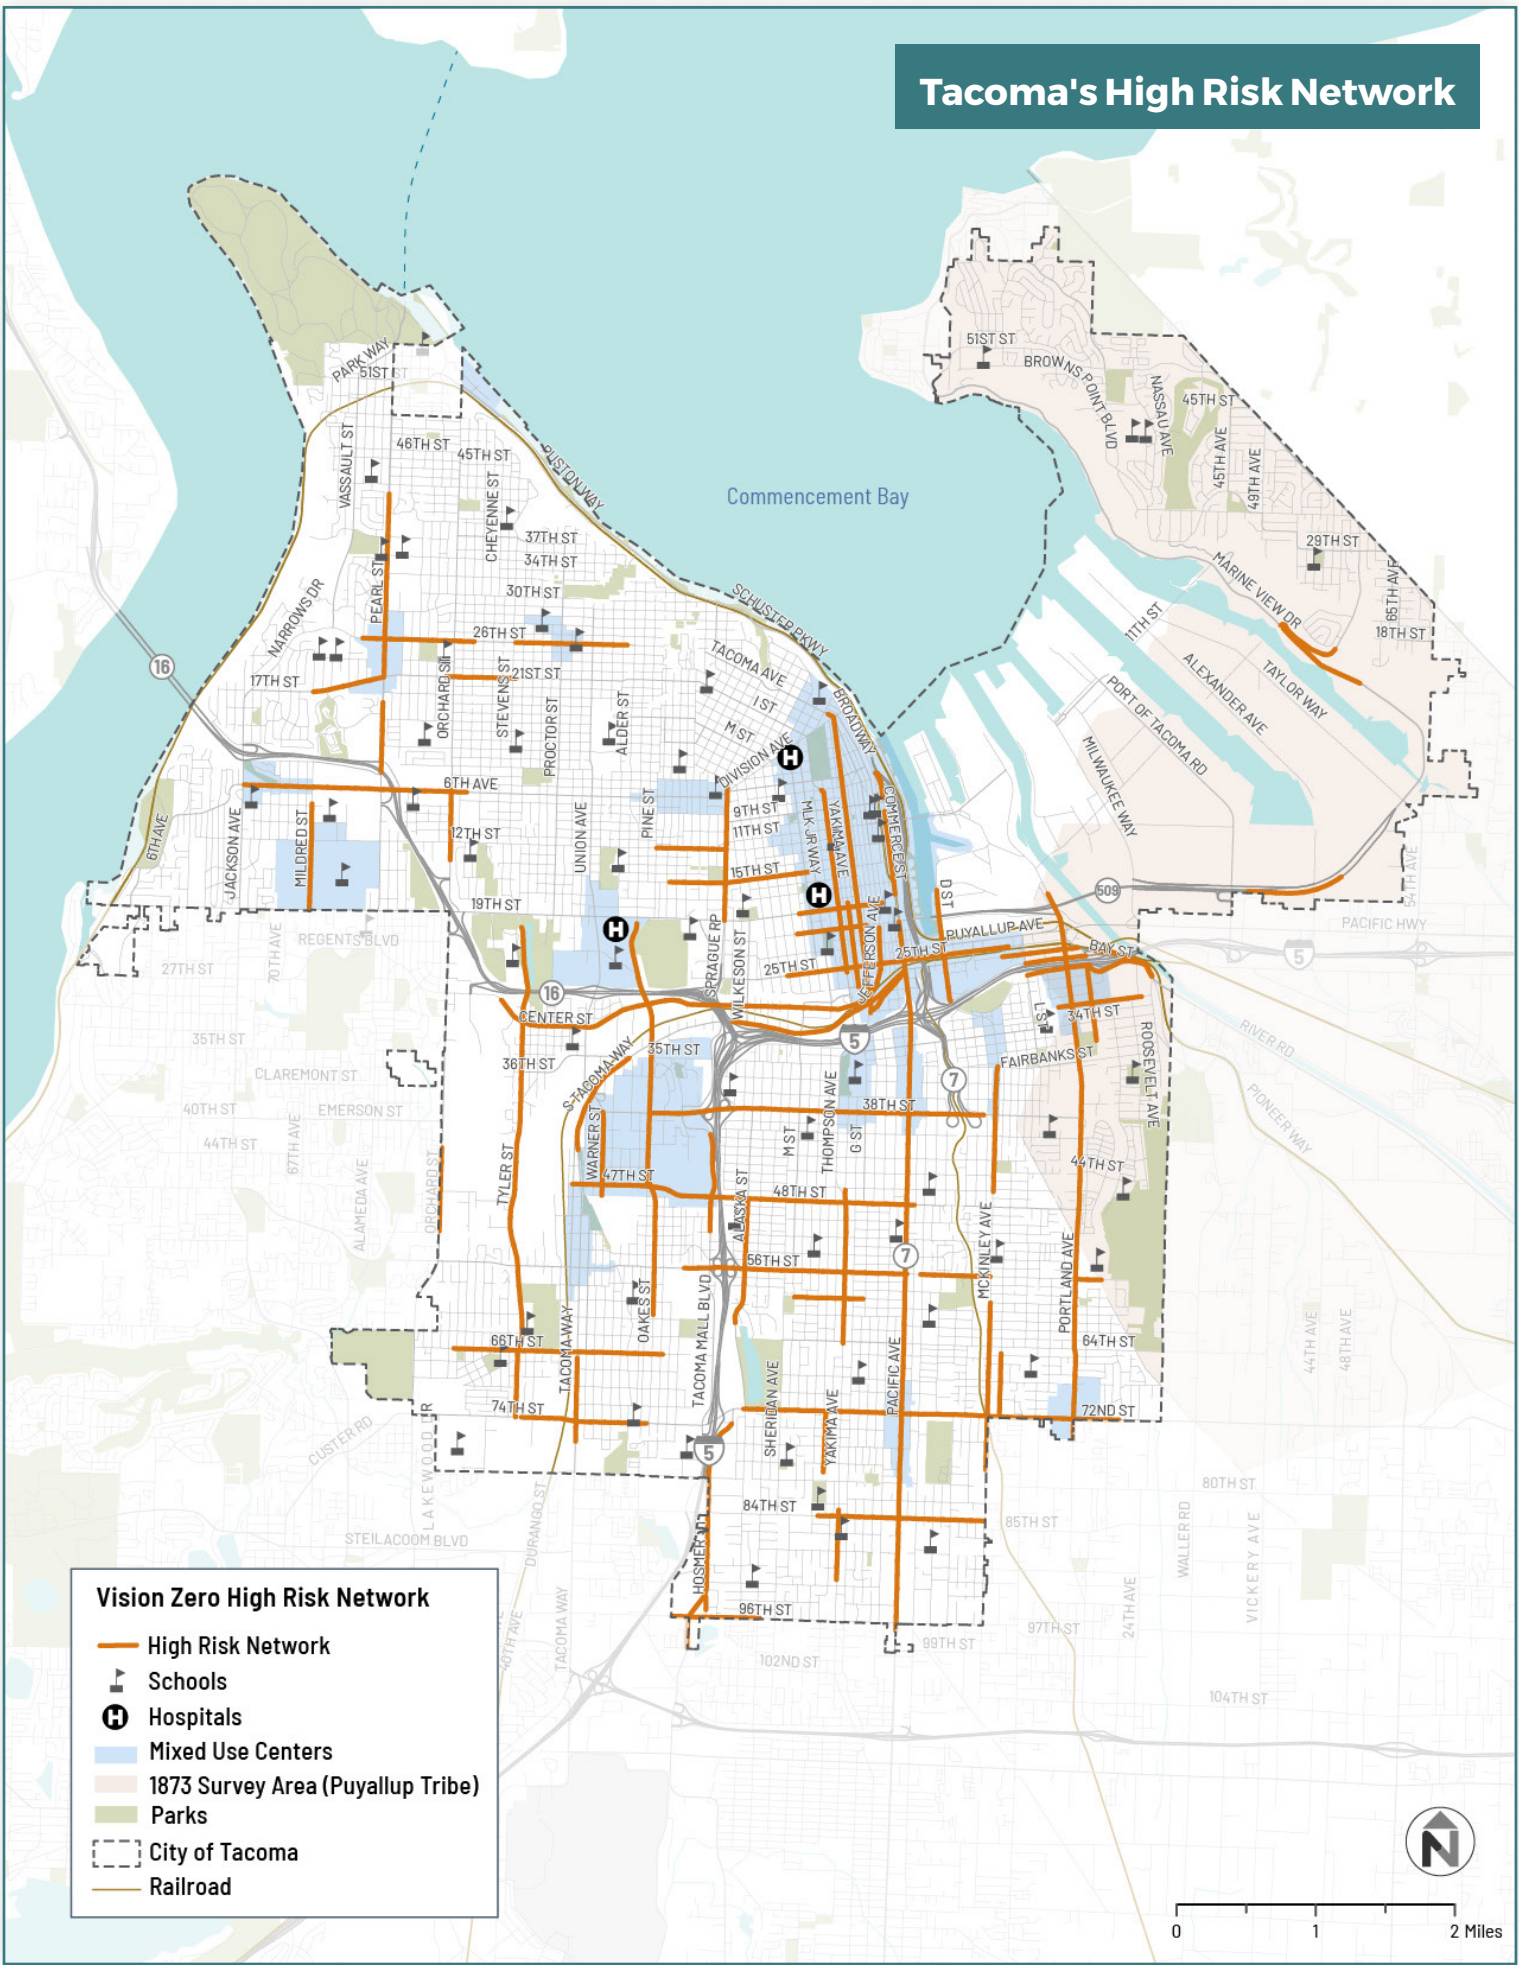 Tacoma's High Risk Network
51ST ST
BROWNS POINT BLVD
NASSAU AVE
45TH ST
45TH AVE
49TH AVE
29TH ST
65TH AVE
18TH ST
MARINE VIEW DR
PARK WAY
51ST ST
VASSAULT ST
46TH ST
45TH ST
RUSTON WAY
CHEYENNE ST
37TH ST
34TH ST
30TH ST
Commencement Bay
SCHUSTER PKWY
PEARL ST
NARROWS DR
26TH ST
16
17TH ST
21ST ST
ORCHARD ST
STEVENS ST
PROCTOR ST
ALDER ST
TACOMA AVE
I ST
M ST
DIVISION AVE
BROADWAY
H
11TH ST
ALEXANDER AVE
TAYLOR WAY
PORT OF TACOMA RD
MILWAUKEE WAY
6TH AVE
6TH AVE
JACKSON AVE
MILDRED ST
12TH ST
UNION AVE
PINE ST
9TH ST
11TH ST
15TH ST
MLK JR WAY
YAKIMA AVE
COMMERCE ST
H
D ST
509
54TH AVE
PACIFIC HWY
5
19TH ST
REGENTS BLVD
27TH ST
70TH AVE
H
SPRAGUE RP
WILKESON ST
JEFFERSON AVE
25TH ST
25TH ST
PUYALLUP AVE
BAY ST
16
CENTER ST
5
L ST
34TH ST
ROOSEVELT AVE
RIVER RD
35TH ST
36TH ST
S TACOMA WAY
35TH ST
FAIRBANKS ST
7
PIONEER WAY
CLAREMONT ST
40TH ST
EMERSON ST
44TH ST
67TH AVE
38TH ST
M ST
THOMPSON AVE
G ST
WARNER ST
TYLER ST
47TH ST
48TH ST
44TH ST
ALAMEDA AVE
ORCHARD ST
ALASKA ST
56TH ST
7
MCKINLEY AVE
PORTLAND AVE
TACOMA WAY
OAKES ST
TACOMA MALL BLVD
66TH ST
64TH ST
44TH AVE
48TH AVE
SHERIDAN AVE
YAKIMA AVE
PACIFIC AVE
74TH ST
72ND ST
CUSTER RD
LAKEWOOD DR
5
80TH ST
84TH ST
85TH ST
STEILACOOM BLVD
DURANGO ST
HOSMER
WALLER RD
VICKERY AVE
96TH ST
97TH ST
24TH AVE
99TH ST
102ND ST
104TH ST
40TH AVE
TACOMA WAY
Vision Zero High Risk Network
High Risk Network
Schools
H Hospitals
Mixed Use Centers
1873 Survey Area (Puyallup Tribe)
Parks
City of Tacoma
Railroad
N
0 1 2 Miles